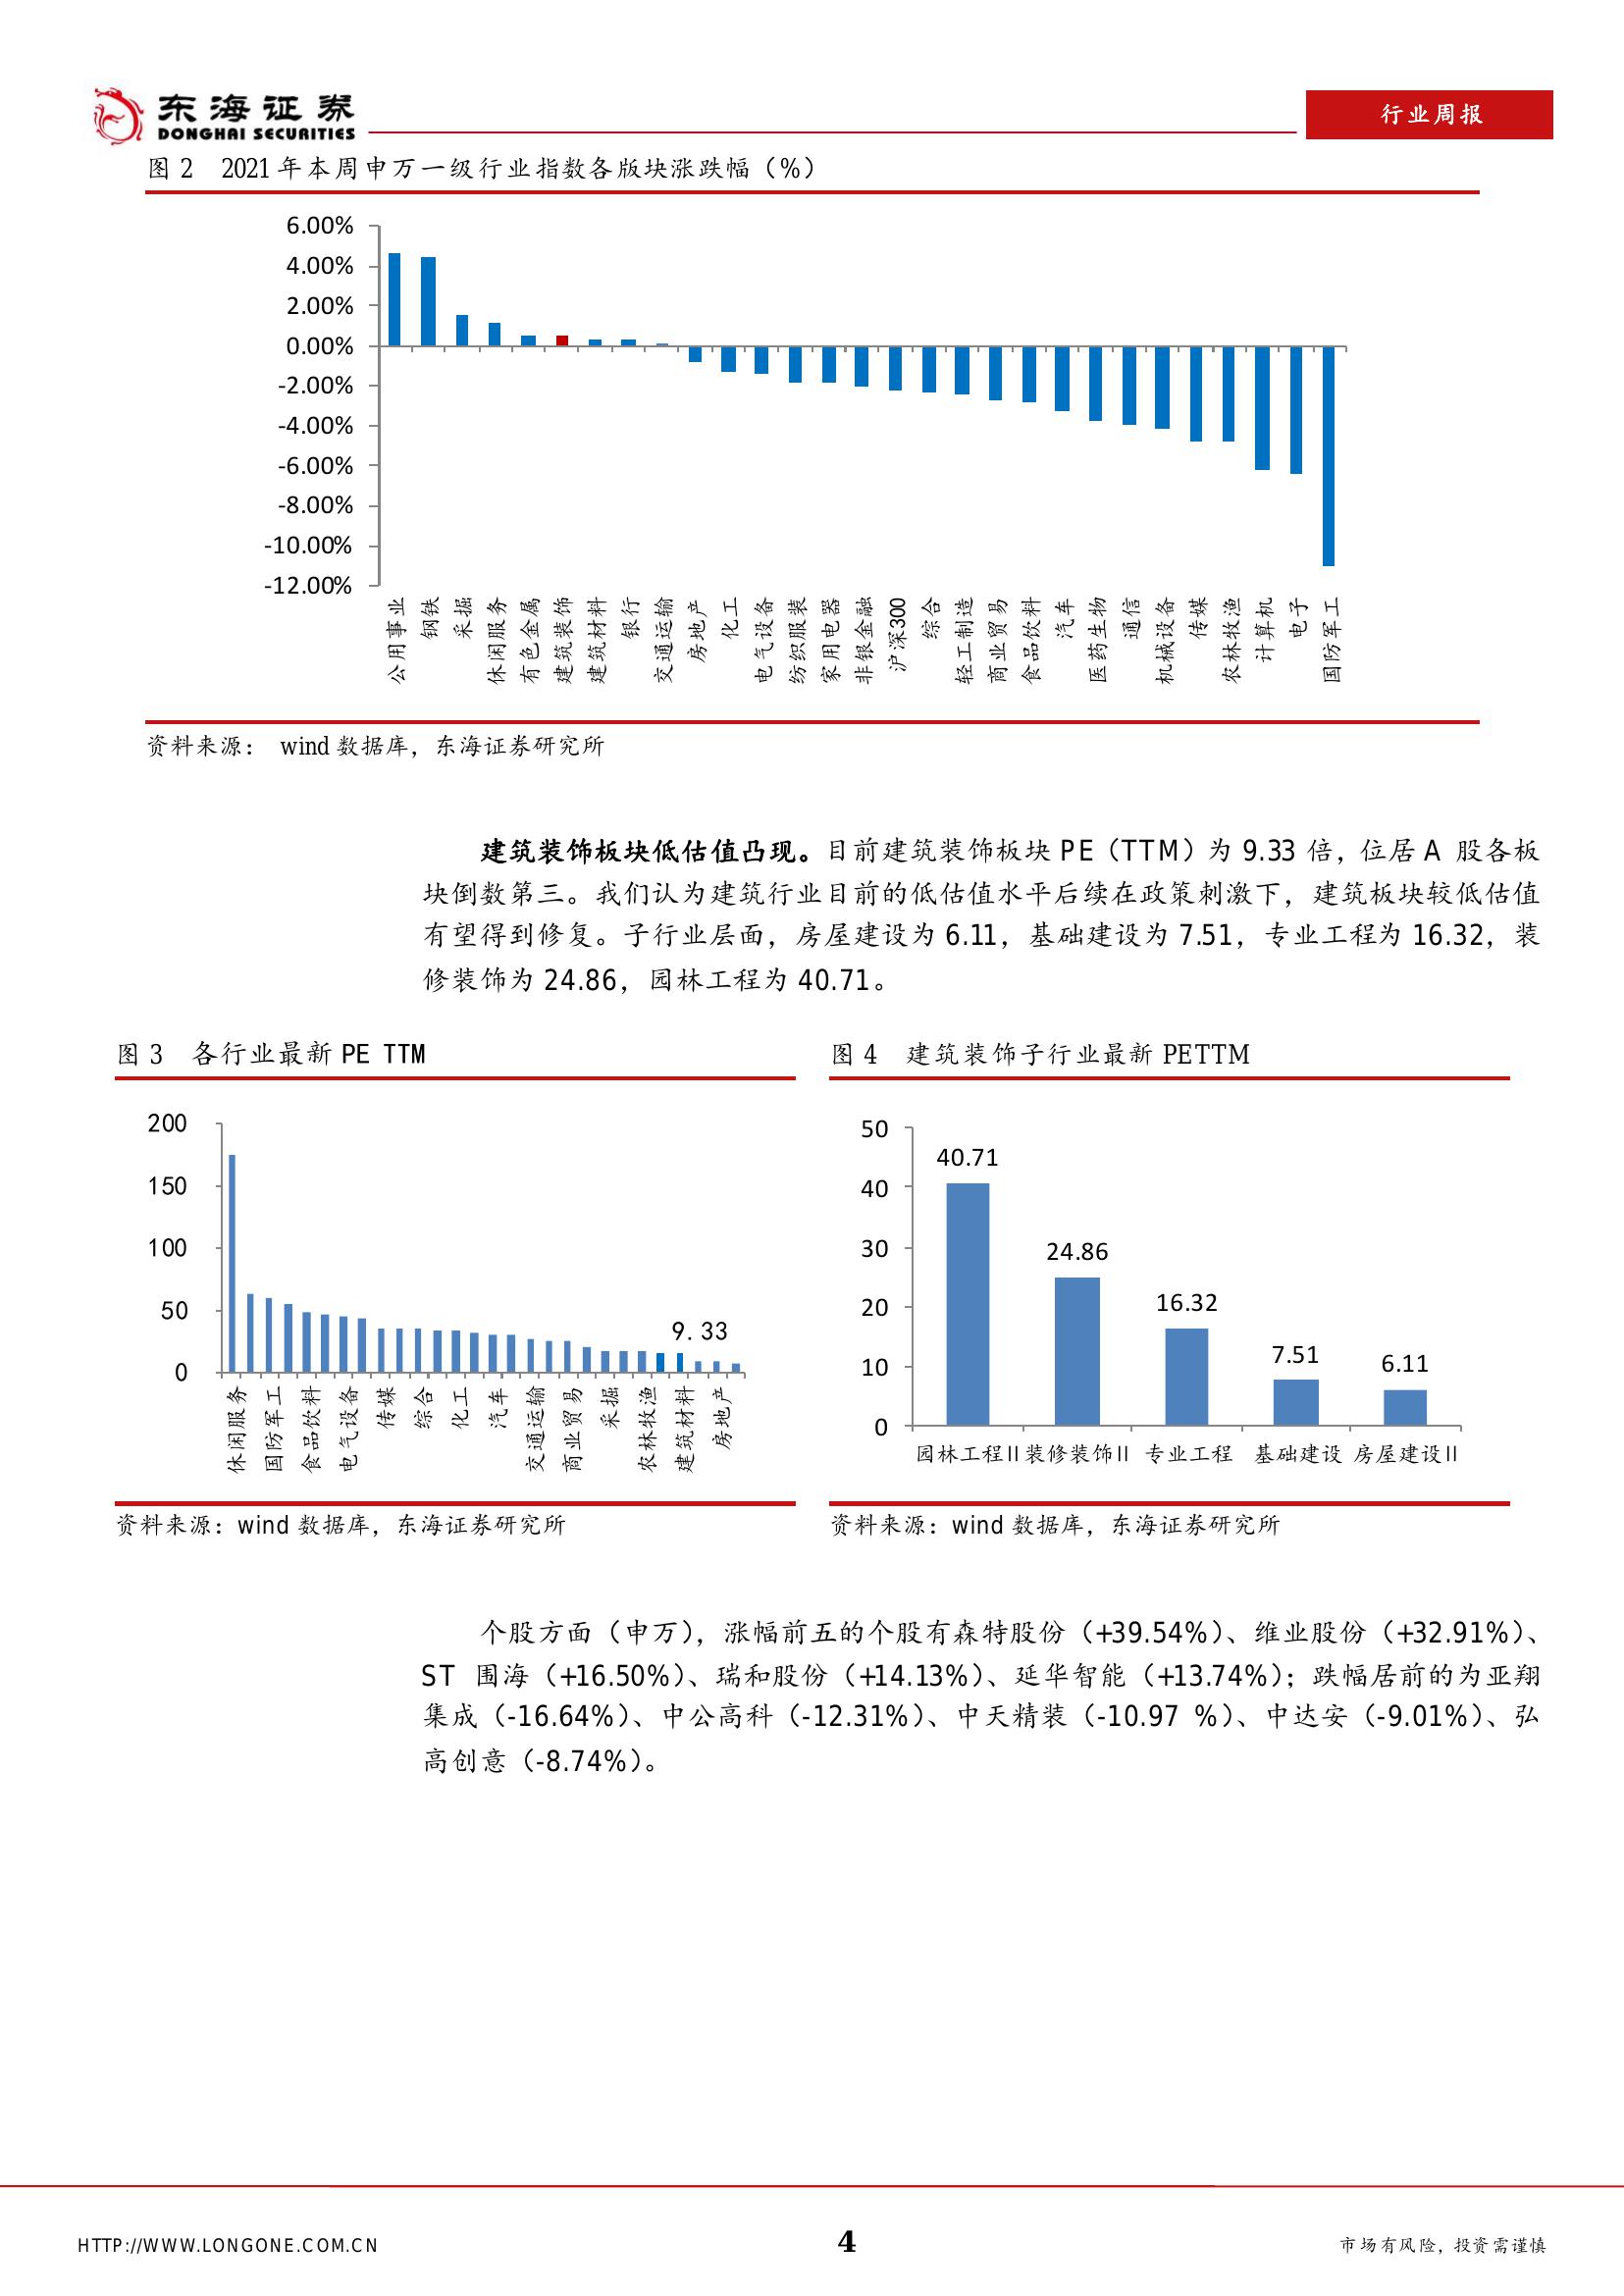 东海证券
DONGHAI SECURITIES
行业周报
图 2 2021 年本周申万一级行业指数各版块涨跌幅（%）
6.00%
4.00%
2.00%
0.00%
-2.00%
-4.00%
-6.00%
-8.00%
-10.00%
-12.00%
公用事业
钢铁
采掘
休闲服务
有色金属
建筑装饰
建筑材料
银行
交通运输
房地产
化工
电气设备
纺织服装
家用电器
非银金融
沪深300
综合
轻工制造
商业贸易
食品饮料
汽车
医药生物
通信
机械设备
传媒
农林牧渔
计算机
电子
国防军工
资料来源： wind 数据库，东海证券研究所
建筑装饰板块低估值凸现。目前建筑装饰板块 PE（TTM）为 9.33 倍，位居 A 股各板
块倒数第三。我们认为建筑行业目前的低估值水平后续在政策刺激下，建筑板块较低估值
有望得到修复。子行业层面，房屋建设为 6.11，基础建设为 7.51，专业工程为 16.32，装
修装饰为 24.86，园林工程为 40.71。
图 3 各行业最新 PE TTM
200
150
100
50
0
9.33
休闲服务
国防军工
食品饮料
电气设备
传媒
综合
化工
汽车
交通运输
商业贸易
采掘
农林牧渔
建筑材料
房地产
资料来源：wind 数据库，东海证券研究所
图 4 建筑装饰子行业最新 PETTM
50
40
30
20
10
0
40.71
24.86
16.32
7.51
6.11
园林工程II
装修装饰II
专业工程
基础建设
房屋建设II
资料来源：wind 数据库，东海证券研究所
个股方面（申万），涨幅前五的个股有森特股份（+39.54%）、维业股份（+32.91%）、
ST 围海（+16.50%）、瑞和股份（+14.13%）、延华智能（+13.74%）；跌幅居前的为亚翔
集成（-16.64%）、中公高科（-12.31%）、中天精装（-10.97 %）、中达安（-9.01%）、弘
高创意（-8.74%）。
HTTP://WWW.LONGONE.COM.CN
4
市场有风险，投资需谨慎